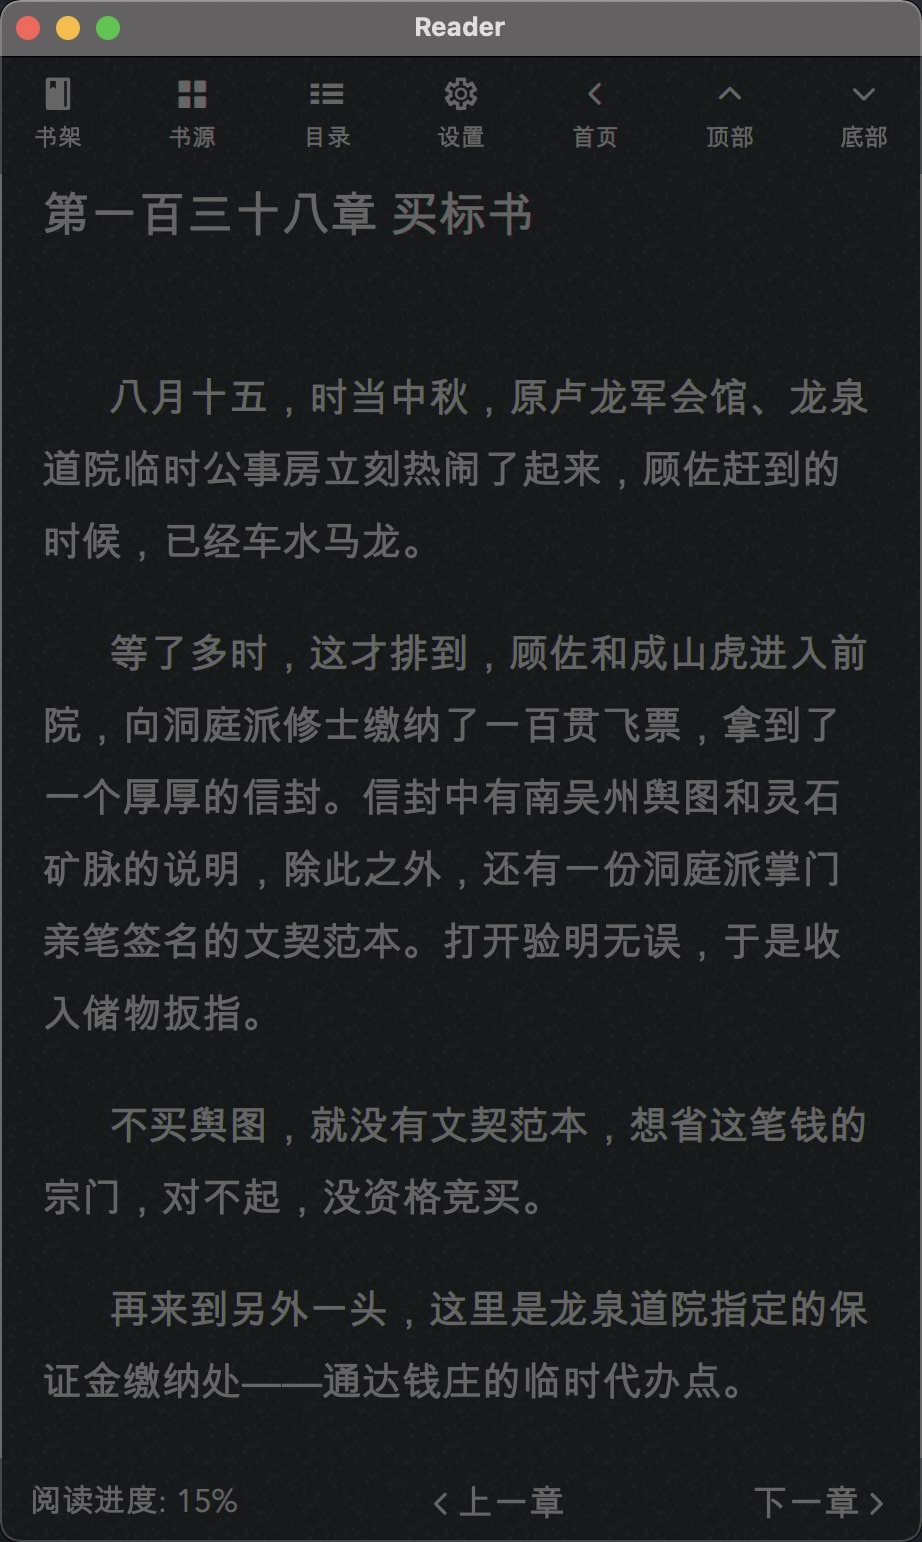 Reader
书架 书源 目录 设置 首页 顶部 底部
第一百三十八章 买标书
八月十五，时当中秋，原卢龙军会馆、龙泉
道院临时公事房立刻热闹了起来，顾佐赶到的
时候，已经车水马龙。
等了多时，这才排到，顾佐和成山虎进入前
院，向洞庭派修士缴纳了一百贯飞票，拿到了
一个厚厚的信封。信封中有南吴州舆图和灵石
矿脉的说明，除此之外，还有一份洞庭派掌门
亲笔签名的文契范本。打开验明无误，于是收
入储物扳指。
不买舆图，就没有文契范本，想省这笔钱的
宗门，对不起，没资格竞买。
再来到另外一头，这里是龙泉道院指定的保
证金缴纳处——通达钱庄的临时代办点。
阅读进度: 15% 上一章 下一章